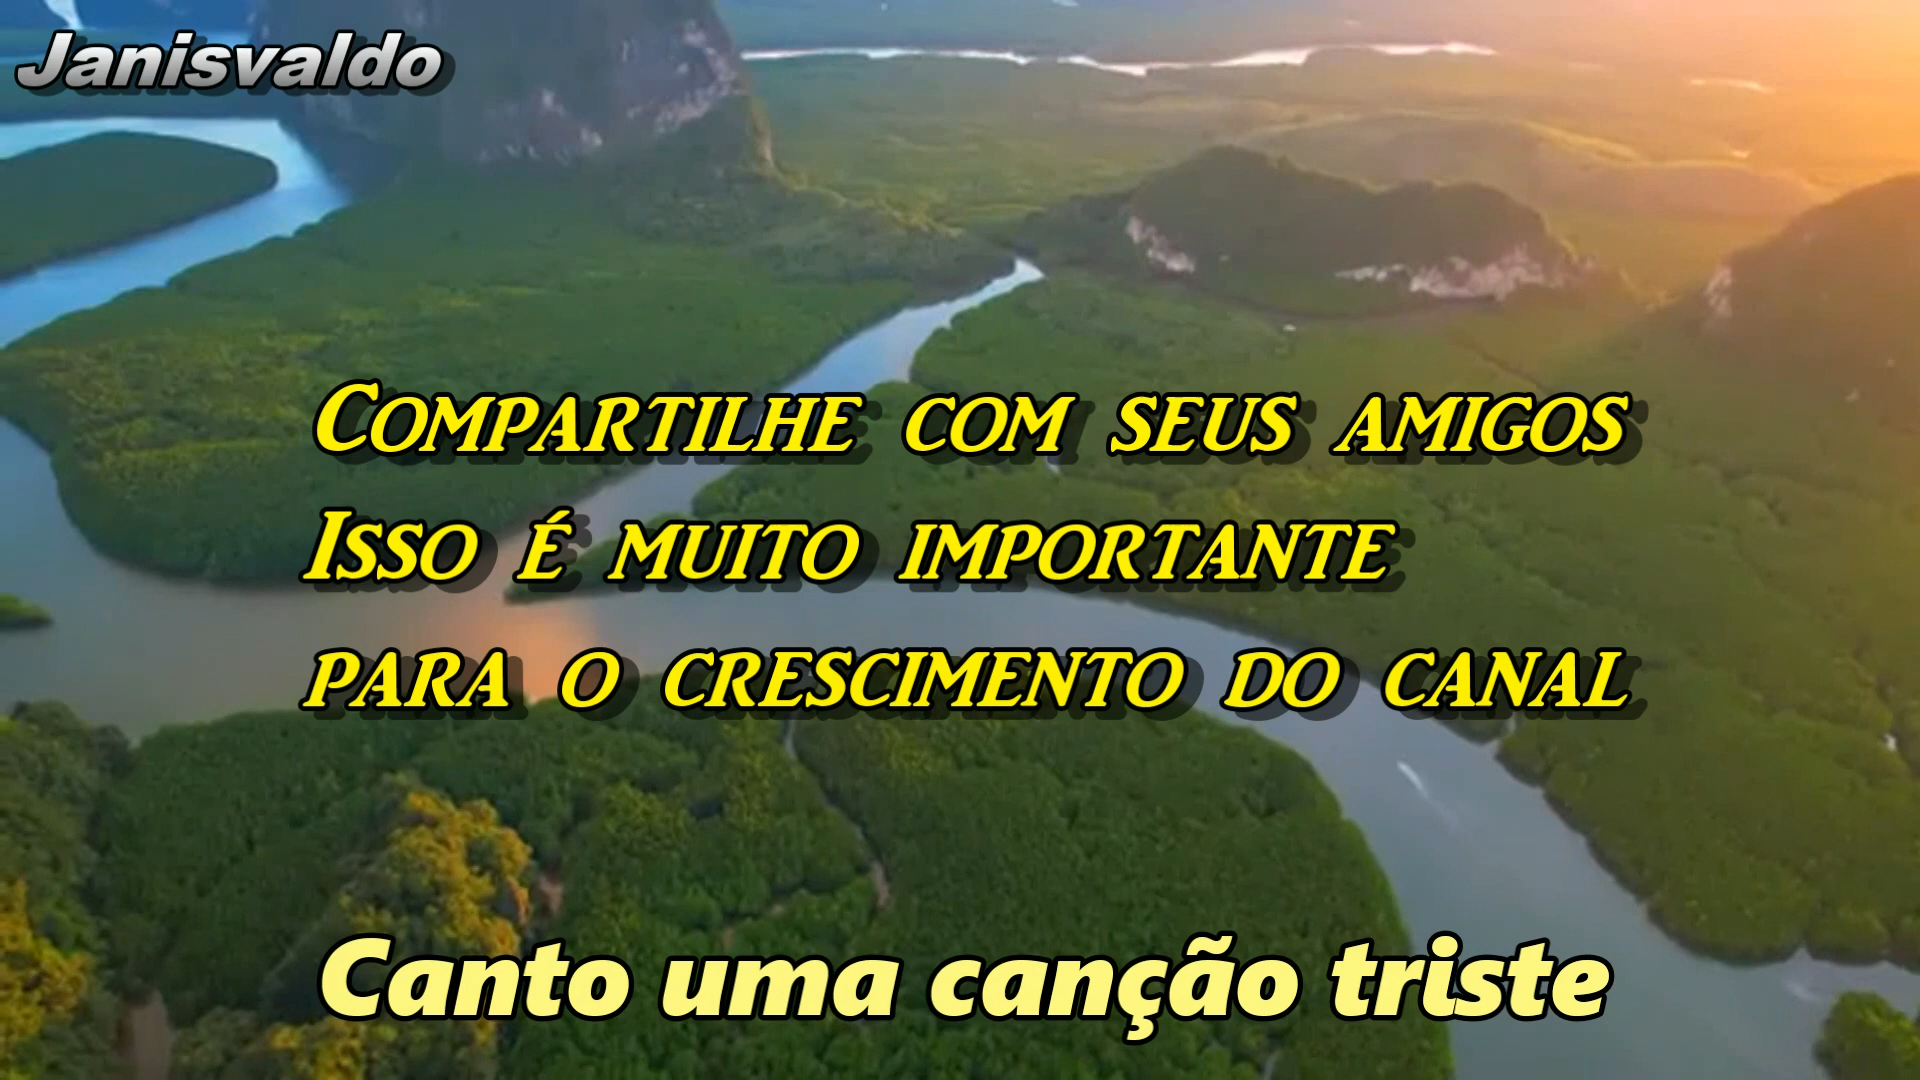 Janisvaldo
Compartilhe com seus amigos
Isso é muito importante
para o crescimento do canal
Canto uma canção triste